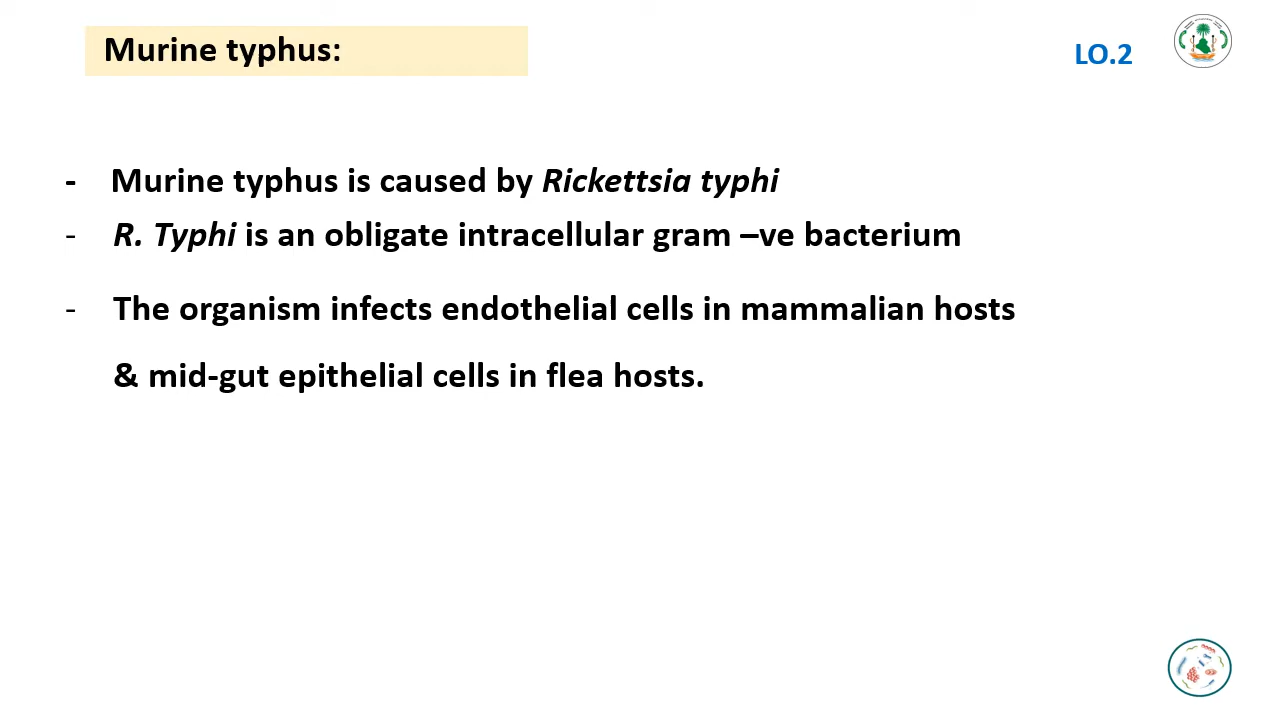 Murine typhus:
LO.2
- Murine typhus is caused by Rickettsia typhi
- R. Typhi is an obligate intracellular gram –ve bacterium
- The organism infects endothelial cells in mammalian hosts
& mid-gut epithelial cells in flea hosts.